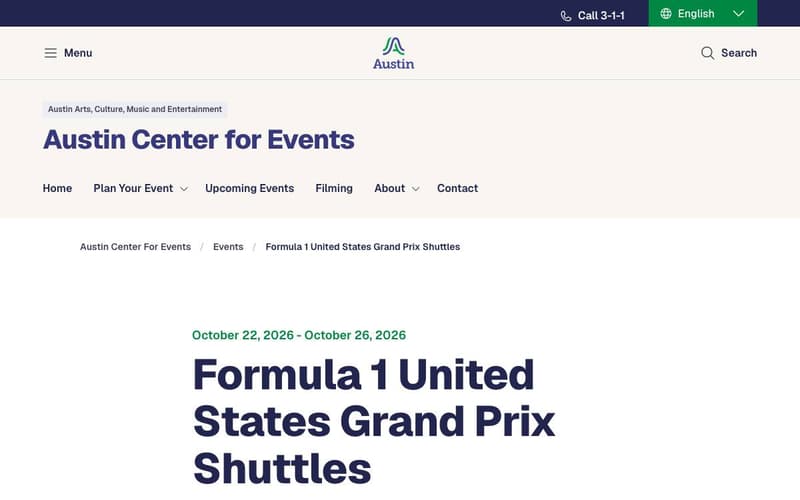 Call 3-1-1
English
Menu
Austin
Search
Austin Arts, Culture, Music and Entertainment
Austin Center for Events
Home
Plan Your Event
Upcoming Events
Filming
About
Contact
Austin Center For Events / Events / Formula 1 United States Grand Prix Shuttles
October 22, 2026 - October 26, 2026
Formula 1 United
States Grand Prix
Shuttles